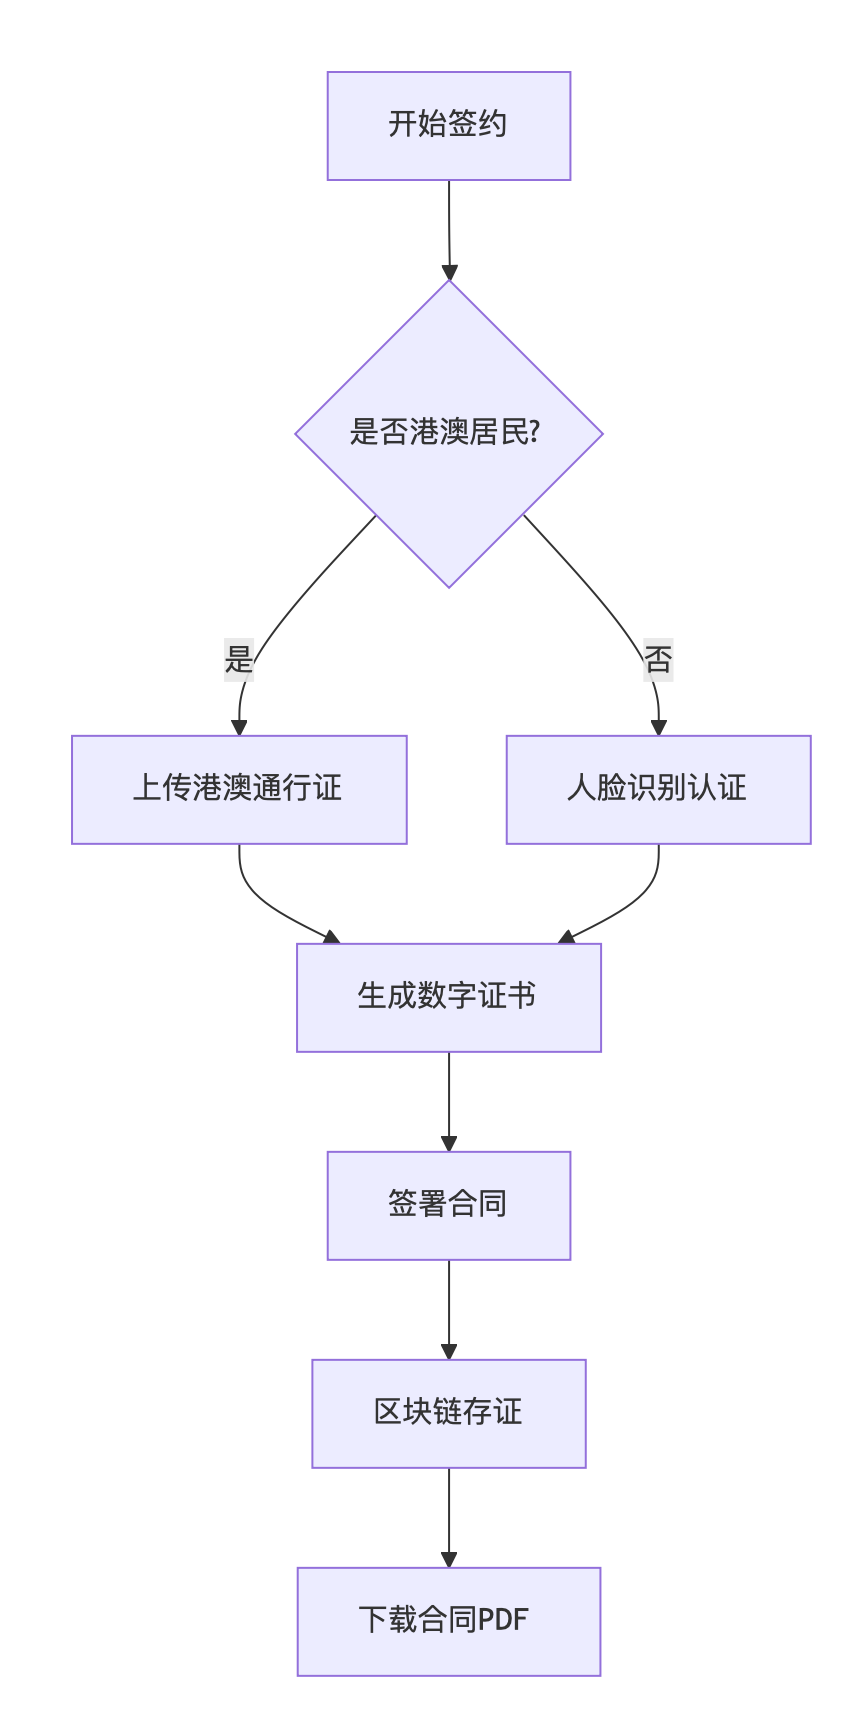 开始签约
是否港澳居民?
是
否
上传港澳通行证
人脸识别认证
生成数字证书
签署合同
区块链存证
下载合同PDF